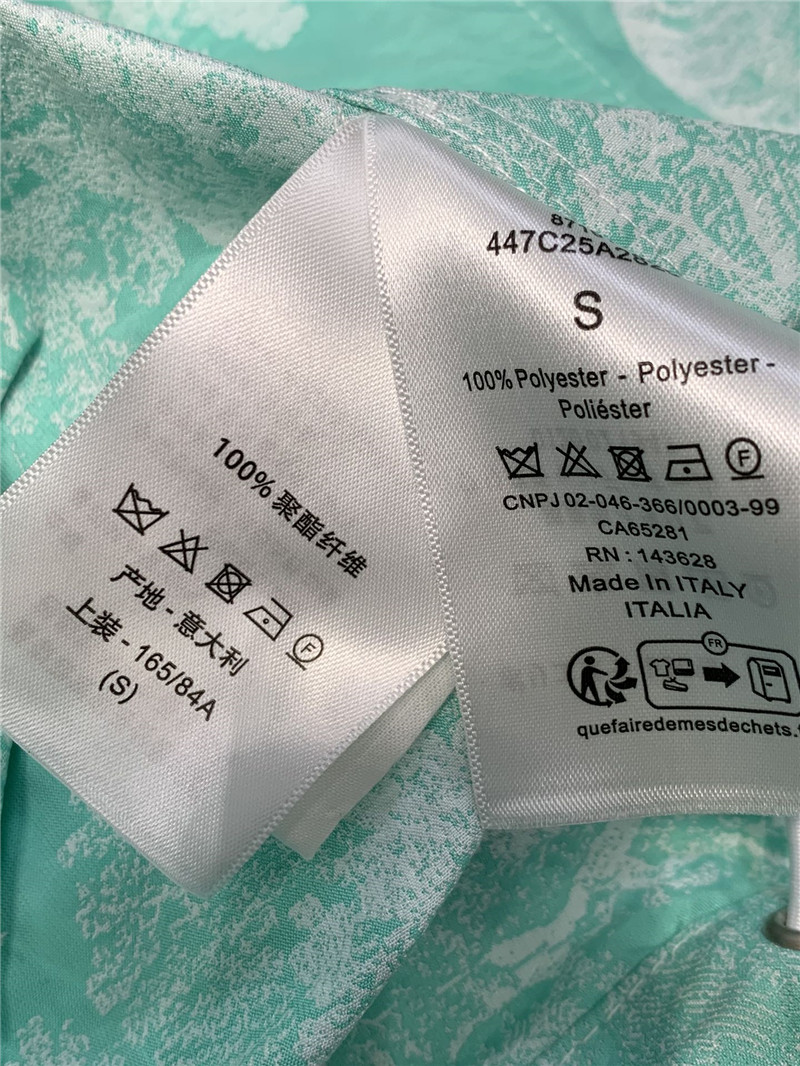 100% 聚酯纤维
产地 - 意大利
上装 - 165/84A
(S)
S
100% Polyester - Polyester -
Poliéster
F
F
CNPJ 02-046-366/0003-99
CA65281
RN : 143628
Made In ITALY
ITALIA
FR
quefairedemesdechets.